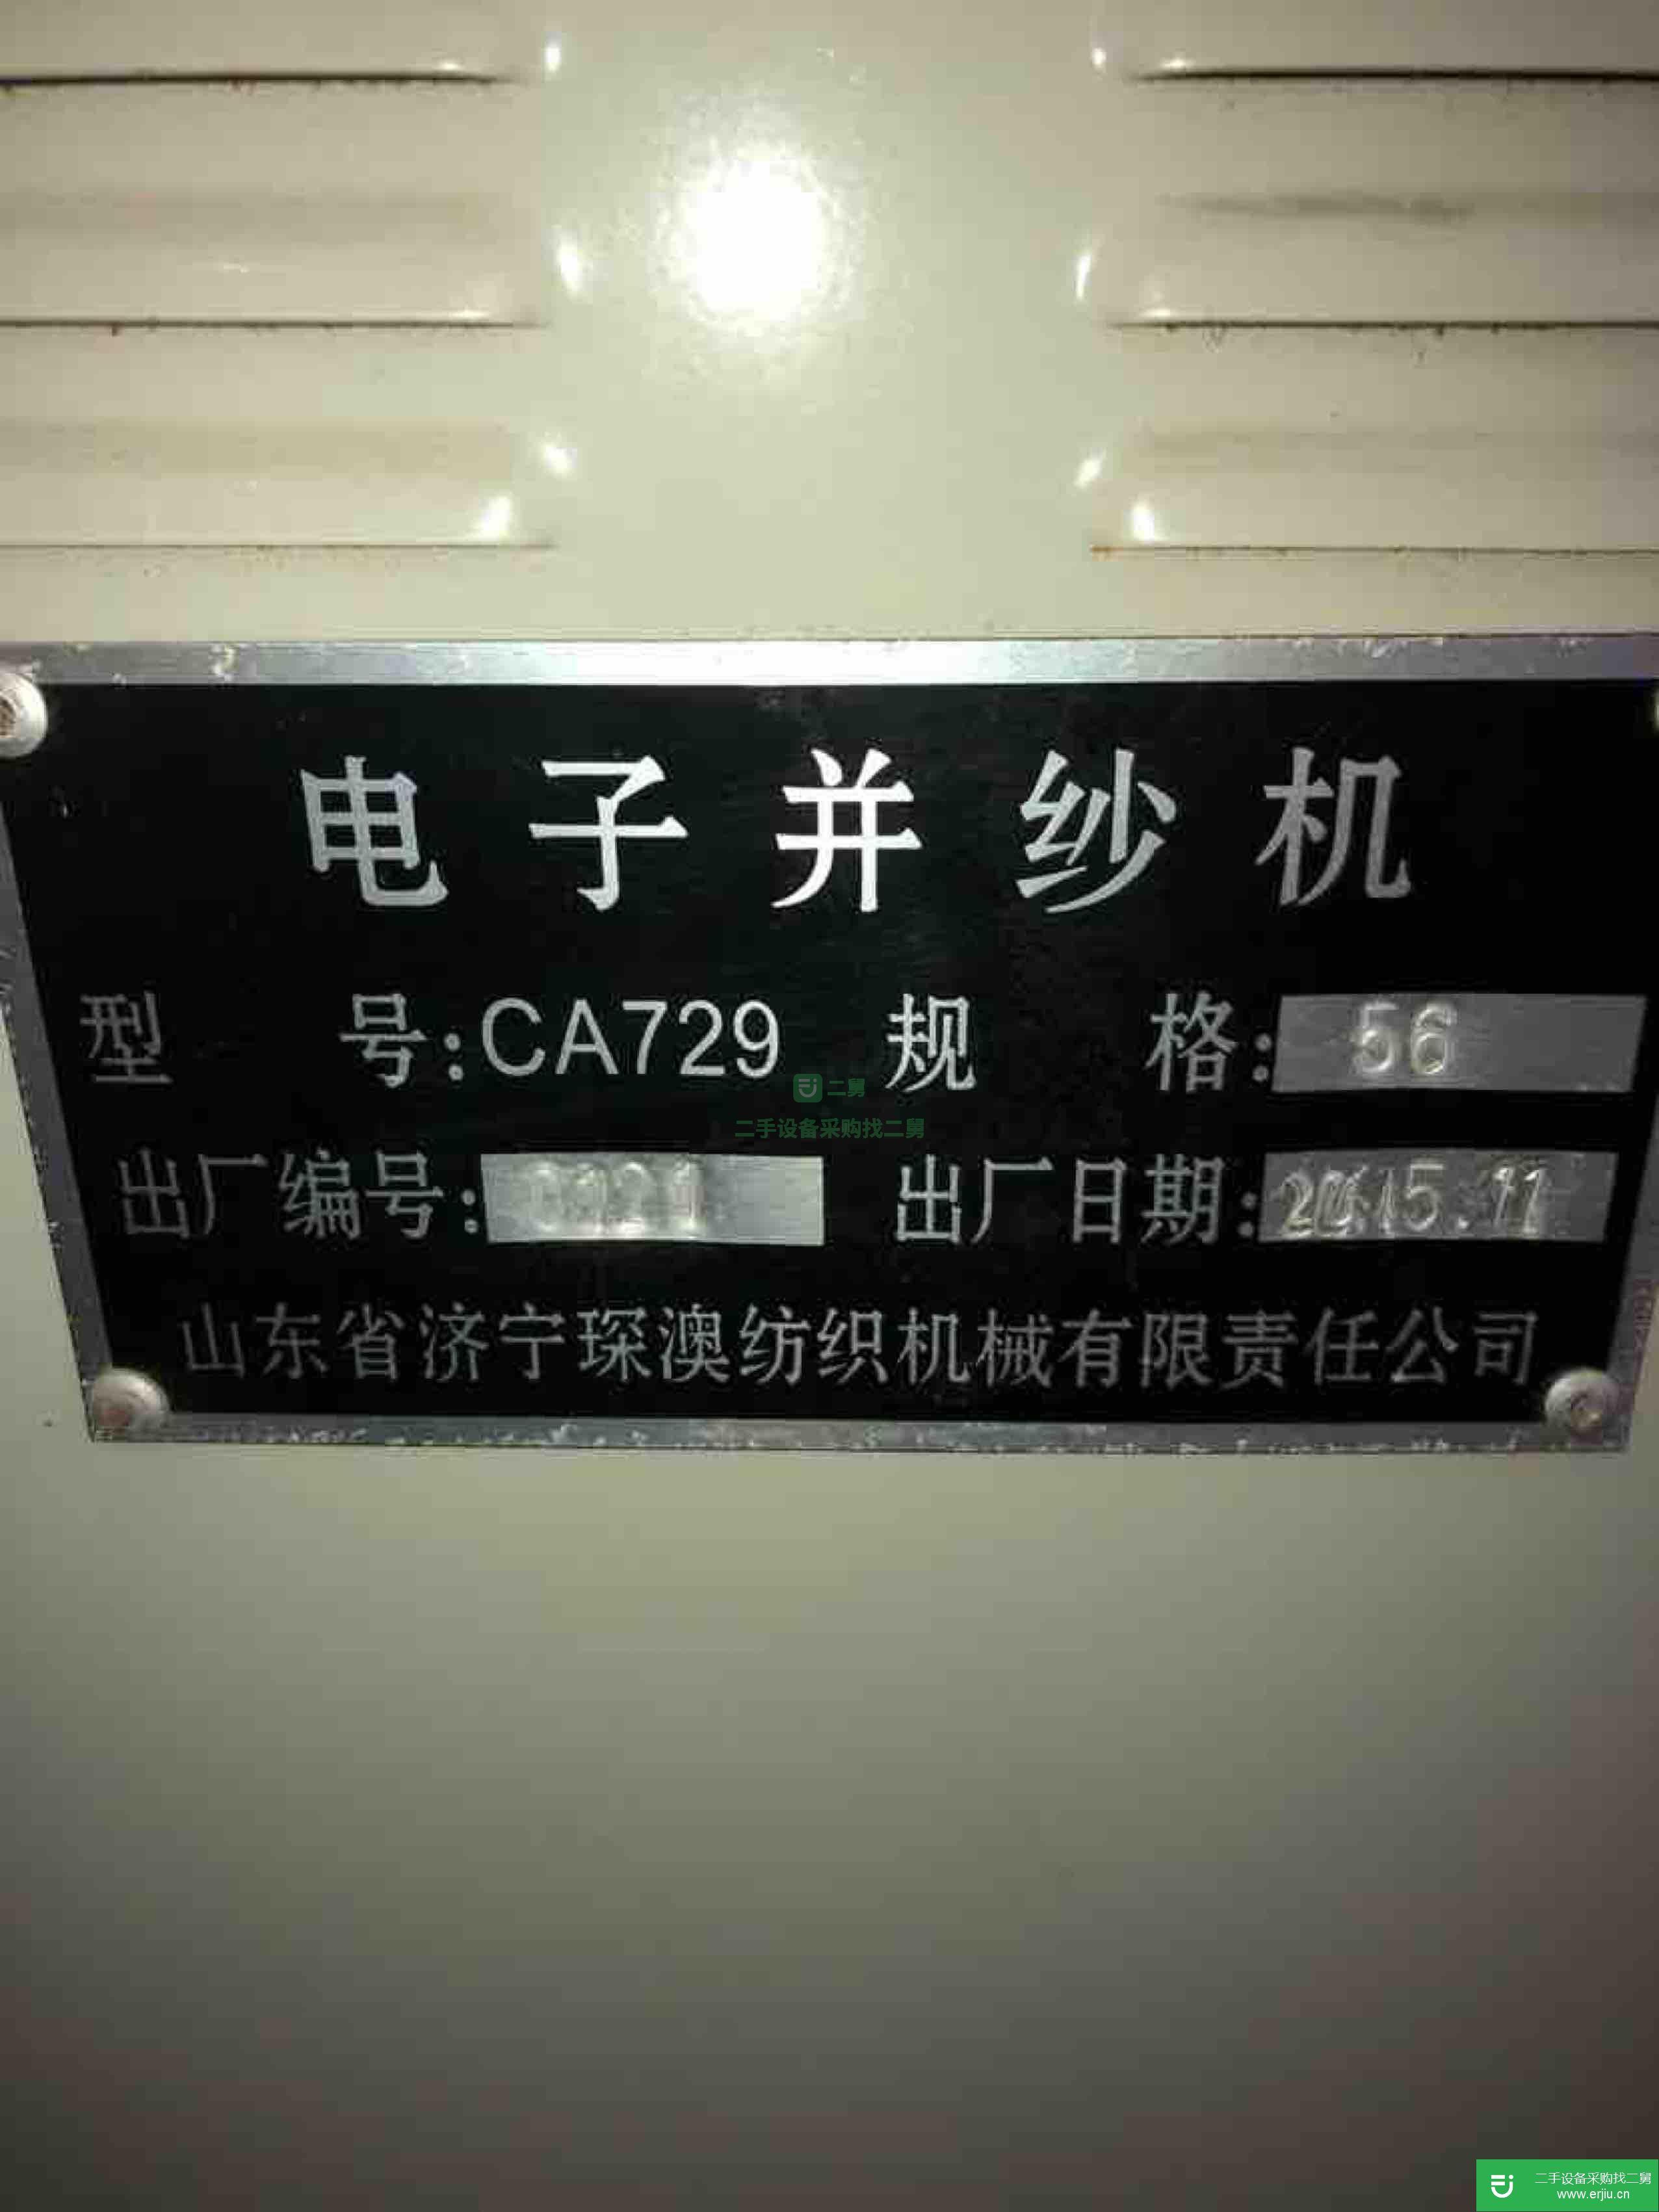 电子并纱机
型号:CA729 规格:56
出厂编号: 出厂日期:2015.11
山东省济宁琛澳纺织机械有限责任公司
二舅
二手设备采购找二舅
二手设备采购找二舅
www.erjiu.cn